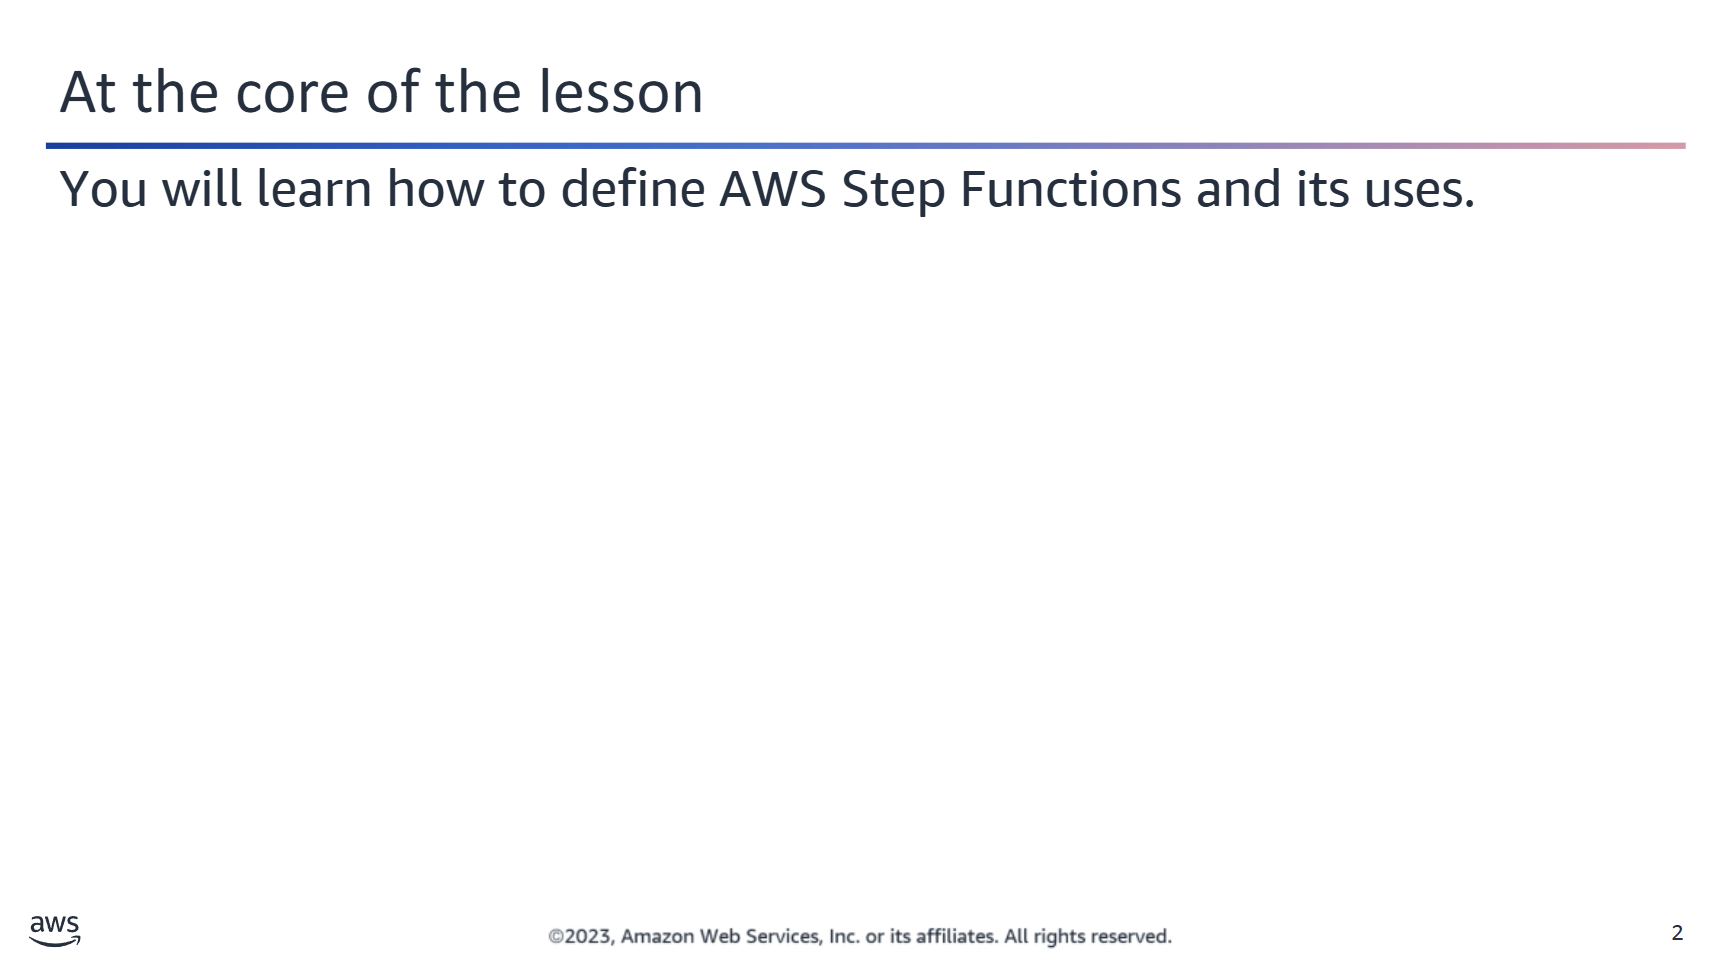 At the core of the lesson
You will learn how to define AWS Step Functions and its uses.
aws
©2023, Amazon Web Services, Inc. or its affiliates. All rights reserved.
2